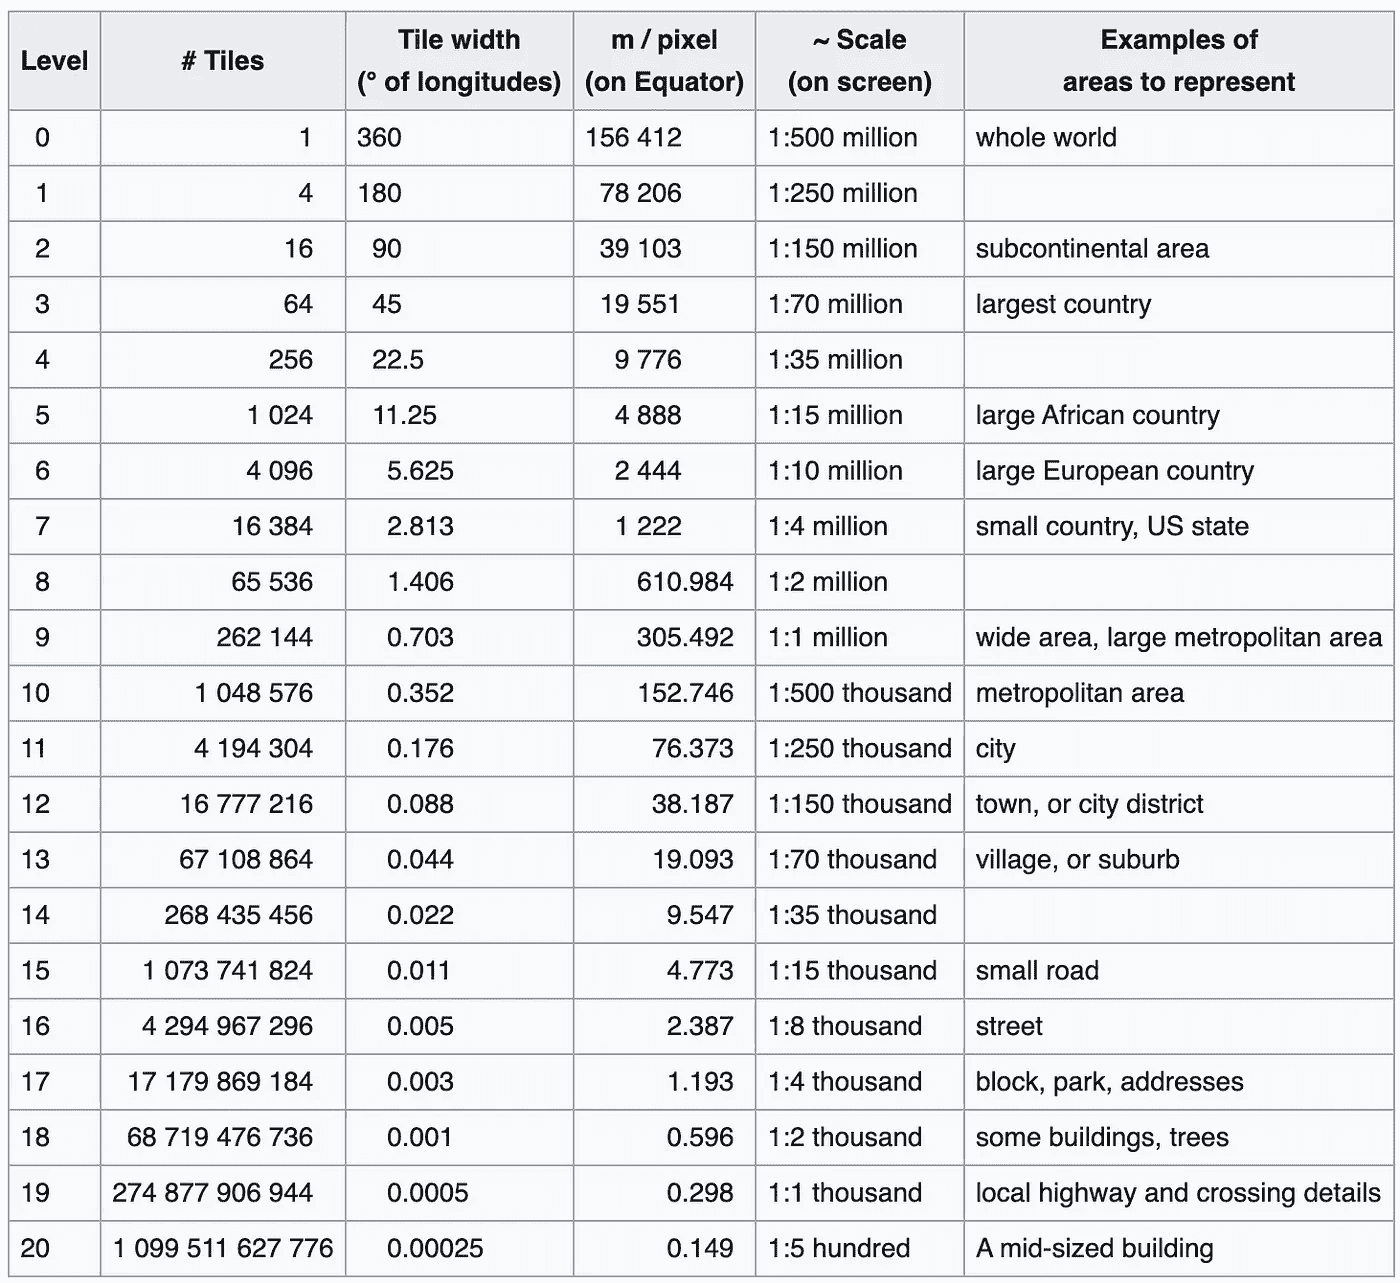 Level # Tiles Tile width (° of longitudes) m / pixel (on Equator) ~ Scale (on screen) Examples of areas to represent
0 1 360 156 412 1:500 million whole world
1 4 180 78 206 1:250 million
2 16 90 39 103 1:150 million subcontinental area
3 64 45 19 551 1:70 million largest country
4 256 22.5 9 776 1:35 million
5 1 024 11.25 4 888 1:15 million large African country
6 4 096 5.625 2 444 1:10 million large European country
7 16 384 2.813 1 222 1:4 million small country, US state
8 65 536 1.406 610.984 1:2 million
9 262 144 0.703 305.492 1:1 million wide area, large metropolitan area
10 1 048 576 0.352 152.746 1:500 thousand metropolitan area
11 4 194 304 0.176 76.373 1:250 thousand city
12 16 777 216 0.088 38.187 1:150 thousand town, or city district
13 67 108 864 0.044 19.093 1:70 thousand village, or suburb
14 268 435 456 0.022 9.547 1:35 thousand
15 1 073 741 824 0.011 4.773 1:15 thousand small road
16 4 294 967 296 0.005 2.387 1:8 thousand street
17 17 179 869 184 0.003 1.193 1:4 thousand block, park, addresses
18 68 719 476 736 0.001 0.596 1:2 thousand some buildings, trees
19 274 877 906 944 0.0005 0.298 1:1 thousand local highway and crossing details
20 1 099 511 627 776 0.00025 0.149 1:5 hundred A mid-sized building